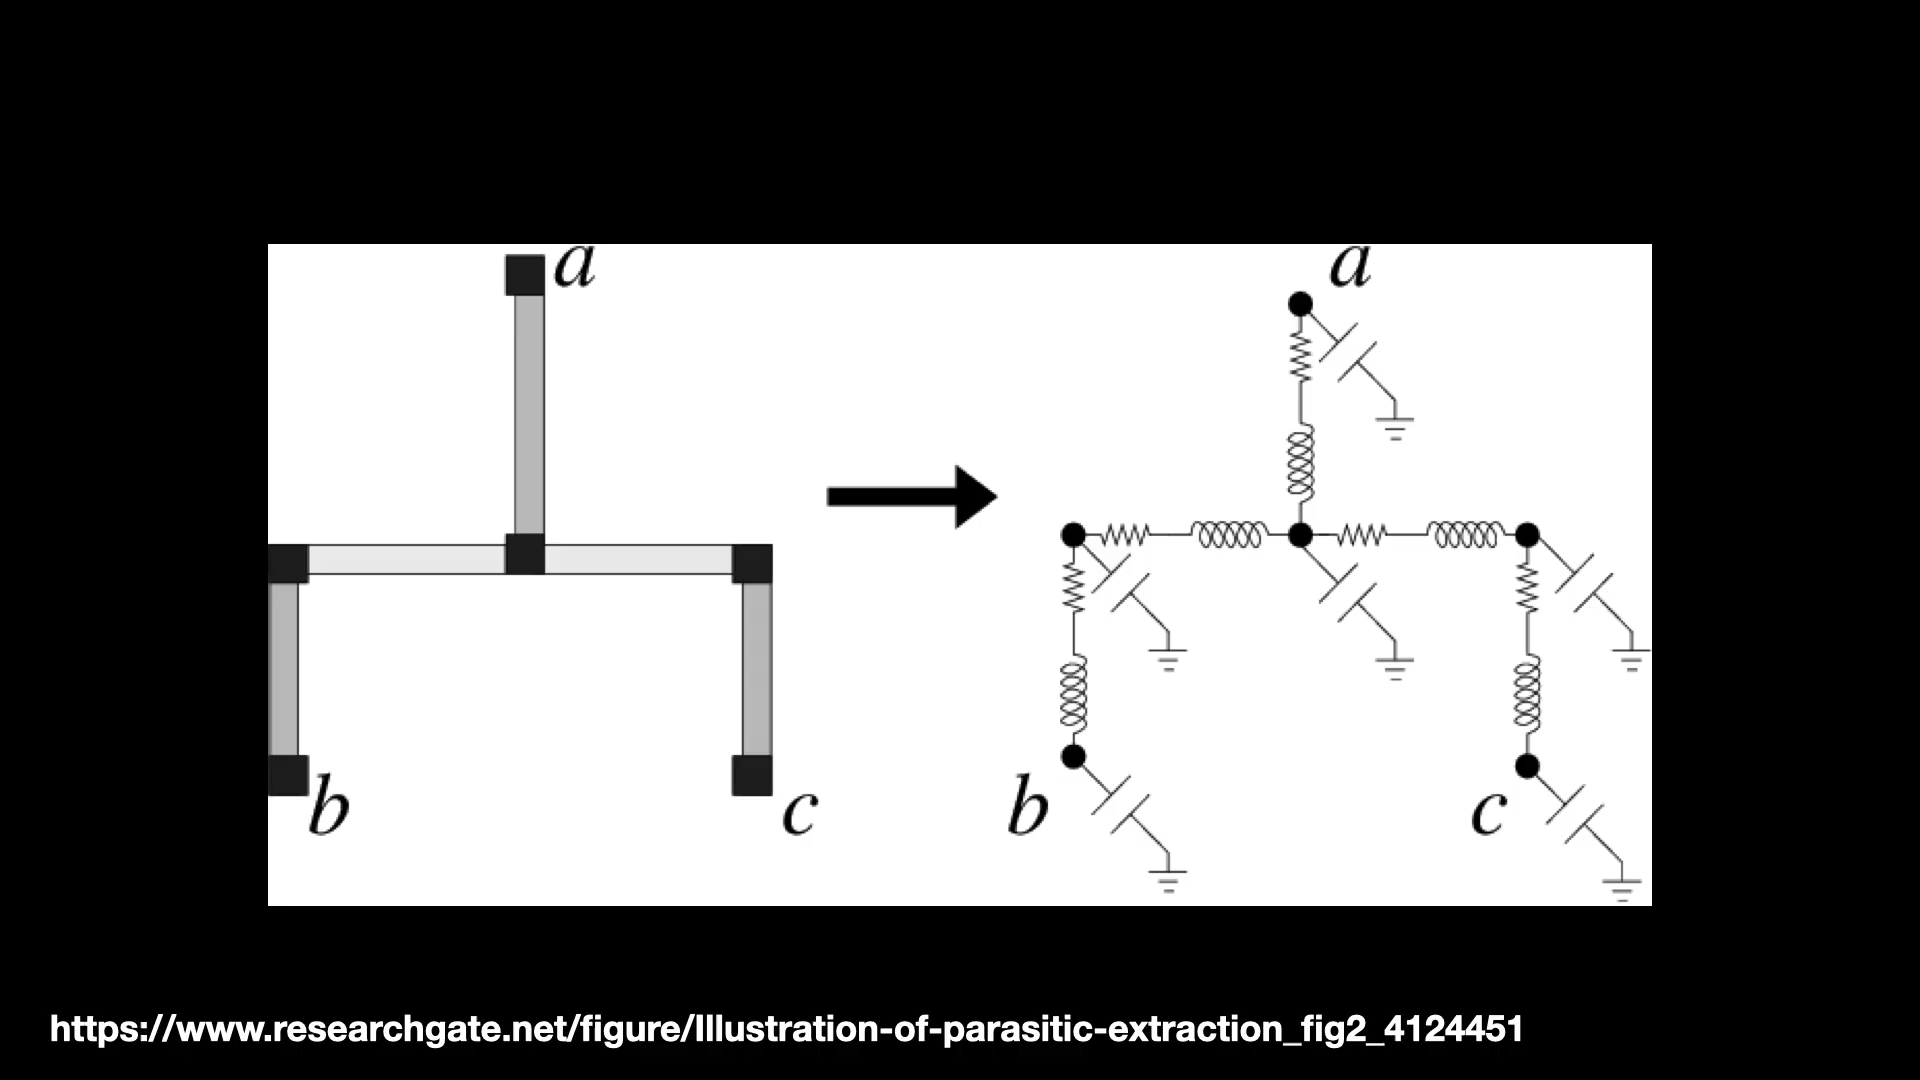 a
b
c
a
b
c
https://www.researchgate.net/figure/Illustration-of-parasitic-extraction_fig2_4124451